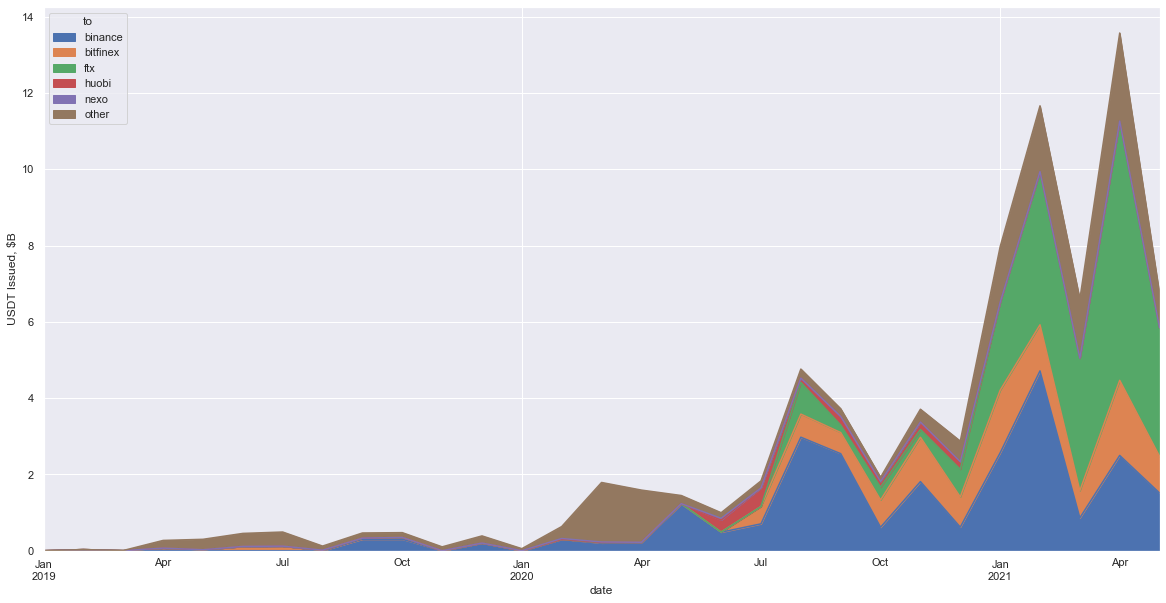 to
binance
bitfinex
ftx
huobi
nexo
other
USDT Issued, $B
14
12
10
8
6
4
2
0
Jan
2019
Apr
Jul
Oct
Jan
2020
Apr
Jul
Oct
Jan
2021
Apr
date